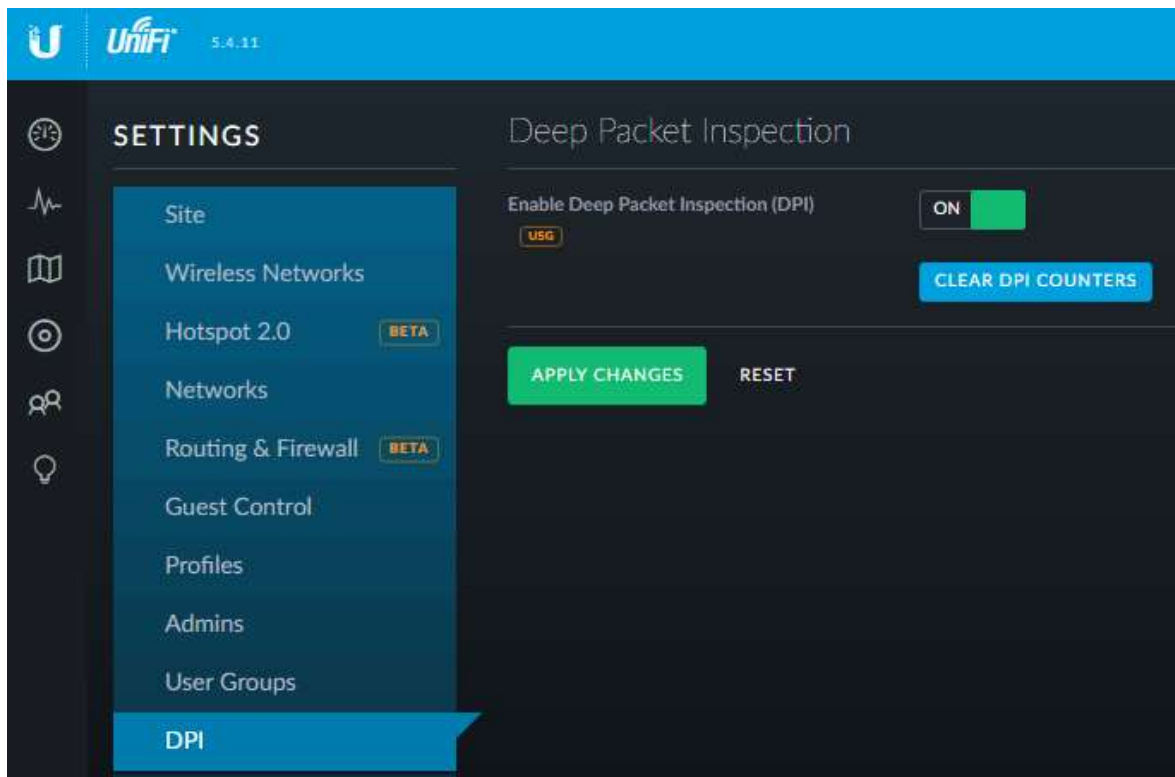 UniFi 5.4.11
SETTINGS
Site
Wireless Networks
Hotspot 2.0 BETA
Networks
Routing & Firewall BETA
Guest Control
Profiles
Admins
User Groups
DPI
Deep Packet Inspection
Enable Deep Packet Inspection (DPI)
USG
ON
CLEAR DPI COUNTERS
APPLY CHANGES RESET